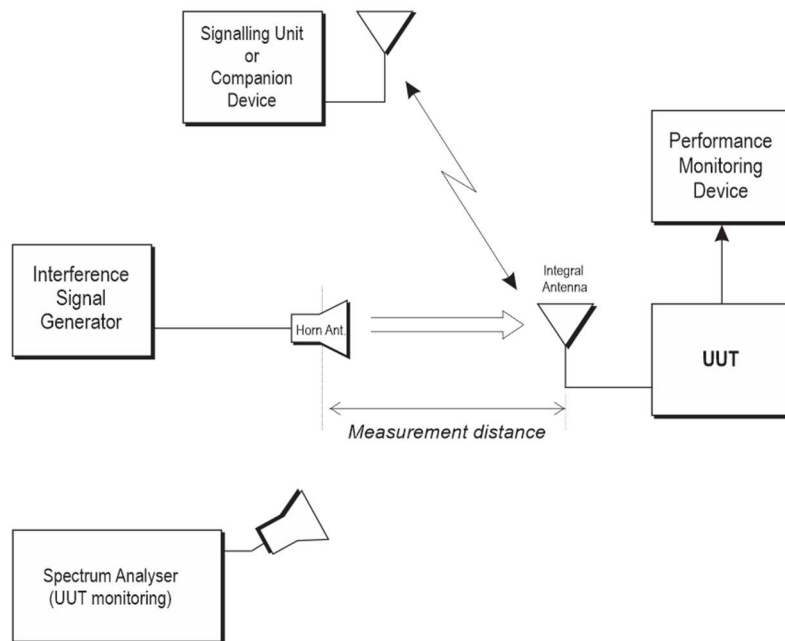 Signalling Unit
or
Companion
Device
Performance
Monitoring
Device
Interference
Signal
Generator
Horn Ant.
Integral
Antenna
UUT
Measurement distance
Spectrum Analyser
(UUT monitoring)